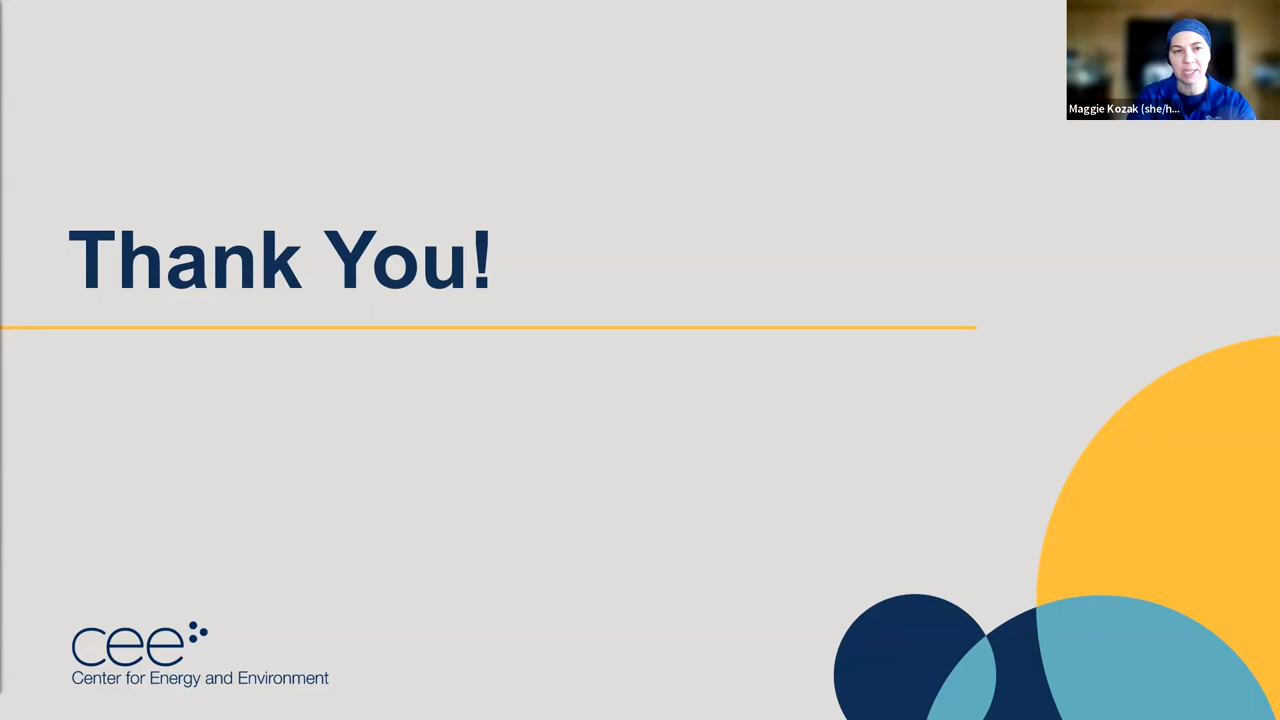 Maggie Kozak (she/h...
Thank You!
cee
Center for Energy and Environment